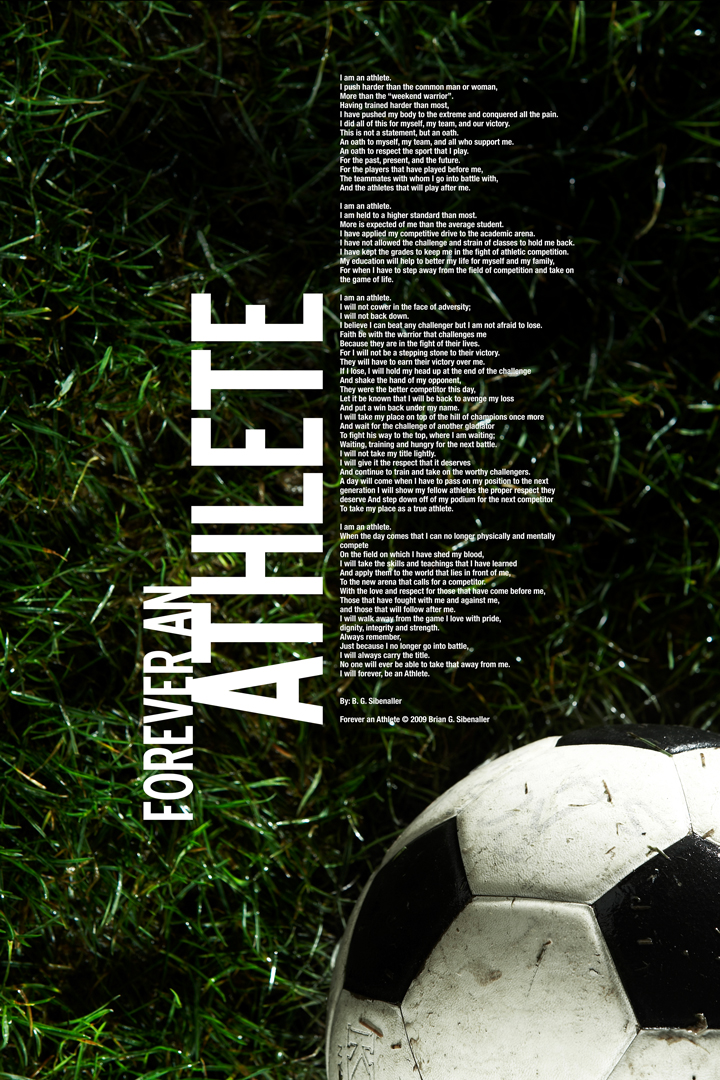 FOREVER AN
ATHLETE
I am an athlete.
I push harder than the common man or woman,
More than the “weekend warrior”.
Having trained harder than most,
I have pushed my body to the extreme and conquered all the pain.
I did all of this for myself, my team, and our victory.
This is not a statement, but an oath.
An oath to myself, my team, and all who support me.
An oath to respect the sport that I play.
For the past, present, and the future.
For the players that have played before me,
The teammates with whom I go into battle with,
And the athletes that will play after me.
I am an athlete.
I am held to a higher standard than most.
More is expected of me than the average student.
I have applied my competitive drive to the academic arena.
I have not allowed the challenge and strain of classes to hold me back.
I have kept the grades to keep me in the fight of athletic competition.
My education will help to better my life for myself and my family,
For when I have to step away from the field of competition and take on
the game of life.
I am an athlete.
I will not cower in the face of adversity;
I will not back down.
I believe I can beat any challenger but I am not afraid to lose.
Faith be with the warrior that challenges me
Because they are in the fight of their lives.
For I will not be a stepping stone to their victory.
They will have to earn their victory over me.
If I lose, I will hold my head up at the end of the challenge
And shake the hand of my opponent,
They were the better competitor this day,
Let it be known that I will be back to avenge my loss
And put a win back under my name.
I will take my place on top of the hill of champions once more
And wait for the challenge of another gladiator
To fight his way to the top, where I am waiting;
Waiting, training and hungry for the next battle.
I will not take my title lightly.
I will give it the respect that it deserves
And continue to train and take on the worthy challengers.
A day will come when I have to pass on my position to the next
generation I will show my fellow athletes the proper respect they
deserve And step down off of my podium for the next competitor
To take my place as a true athlete.
I am an athlete.
When the day comes that I can no longer physically and mentally
compete
On the field on which I have shed my blood,
I will take the skills and teachings that I have learned
And apply them to the world that lies in front of me,
To the new arena that calls for a competitor.
With the love and respect for those that have come before me,
Those that have fought with me and against me,
and those that will follow after me.
I will walk away from the game I love with pride,
dignity, integrity and strength.
Always remember,
Just because I no longer go into battle,
I will always carry the title.
No one will ever be able to take that away from me.
I will forever, be an Athlete.
By: B. G. Sibenaller
Forever an Athlete © 2009 Brian G. Sibenaller